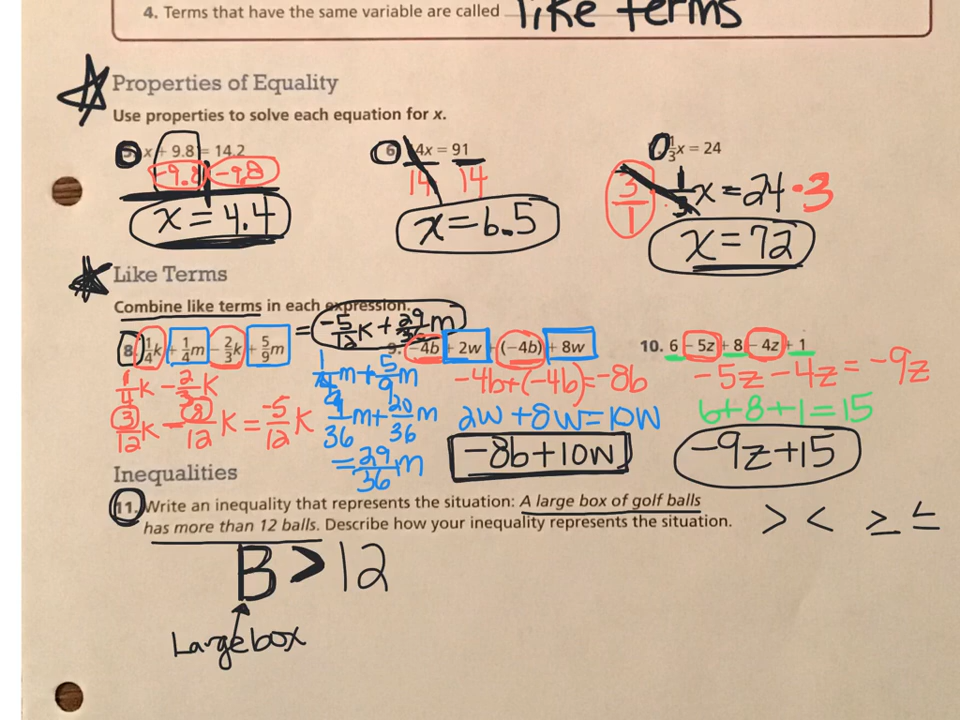 4. Terms that have the same variable are called like terms
Properties of Equality
Use properties to solve each equation for x.
x + 9.8 = 14.2
-9.8 -9.8
x = 4.4
6. 14x = 91
14 14
x = 6.5
1/3x = 24
3/1 · 1/3x = 24 · 3
x = 72
Like Terms
Combine like terms in each expression.
= -5/12k + 29/36m
8. 1/4k + 1/4m - 2/3k + 5/9m
1/4k - 2/3k
3/12k - 8/12k = -5/12k
1/4m + 5/9m
9/36m + 20/36m
= 29/36m
9. -4b + 2w + (-4b) + 8w
-4b+(-4b)=-8b
2w + 8w = 10w
-8b+10w
10. 6 - 5z + 8 - 4z + 1
-5z - 4z = -9z
6+8+1=15
-9z+15
Inequalities
11. Write an inequality that represents the situation: A large box of golf balls
has more than 12 balls. Describe how your inequality represents the situation.
> < ≥ ≤
B > 12
Large box